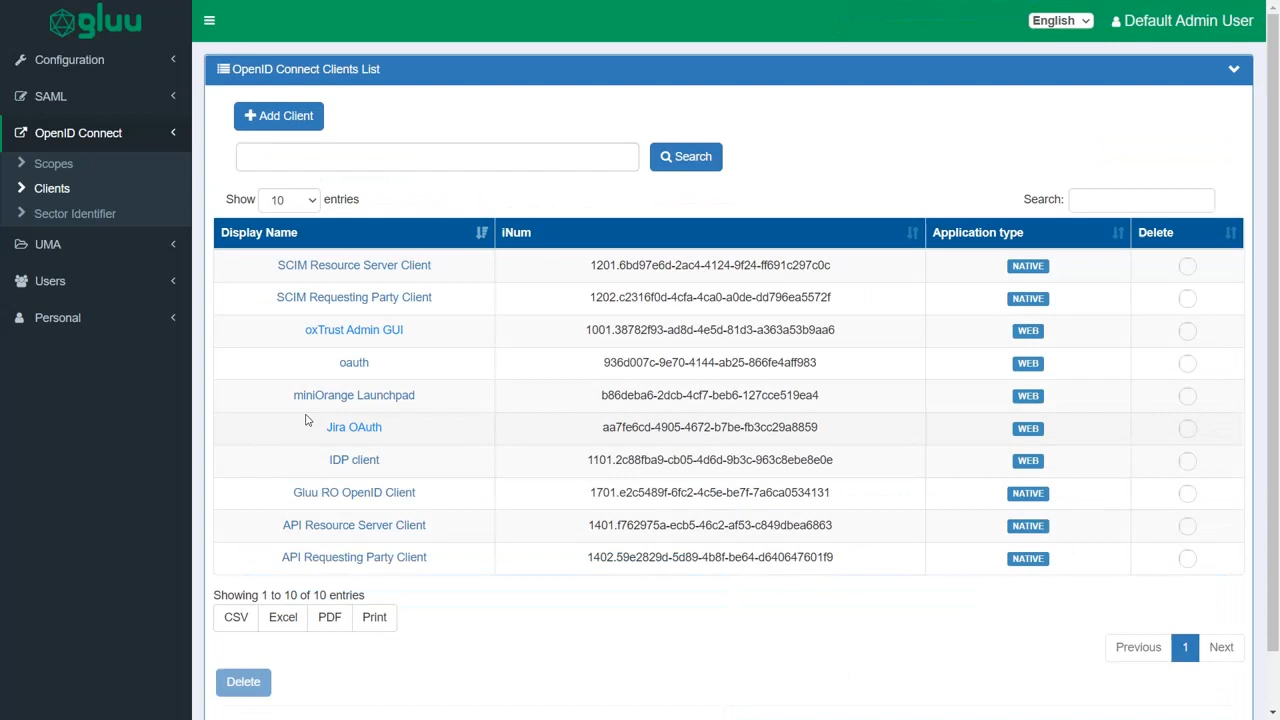 gluu
English
Default Admin User
Configuration
SAML
OpenID Connect
Scopes
Clients
Sector Identifier
UMA
Users
Personal
OpenID Connect Clients List
Add Client
Search
Show 10 entries
Search:
Display Name iNum Application type Delete
SCIM Resource Server Client 1201.6bd97e6d-2ac4-4124-9f24-ff691c297c0c NATIVE
SCIM Requesting Party Client 1202.c2316f0d-4cfa-4ca0-a0de-dd796ea5572f NATIVE
oxTrust Admin GUI 1001.38782f93-ad8d-4e5d-81d3-a363a53b9aa6 WEB
oauth 936d007c-9e70-4144-ab25-866fe4aff983 WEB
miniOrange Launchpad b86deba6-2dcb-4cf7-beb6-127cce519ea4 WEB
Jira OAuth aa7fe6cd-4905-4672-b7be-fb3cc29a8859 WEB
IDP client 1101.2c88fba9-cb05-4d6d-9b3c-963c8ebe8e0e WEB
Gluu RO OpenID Client 1701.e2c5489f-6fc2-4c5e-be7f-7a6ca0534131 NATIVE
API Resource Server Client 1401.f762975a-ecb5-46c2-af53-c849dbea6863 NATIVE
API Requesting Party Client 1402.59e2829d-5d89-4b8f-be64-d640647601f9 NATIVE
Showing 1 to 10 of 10 entries
CSV Excel PDF Print
Previous 1 Next
Delete